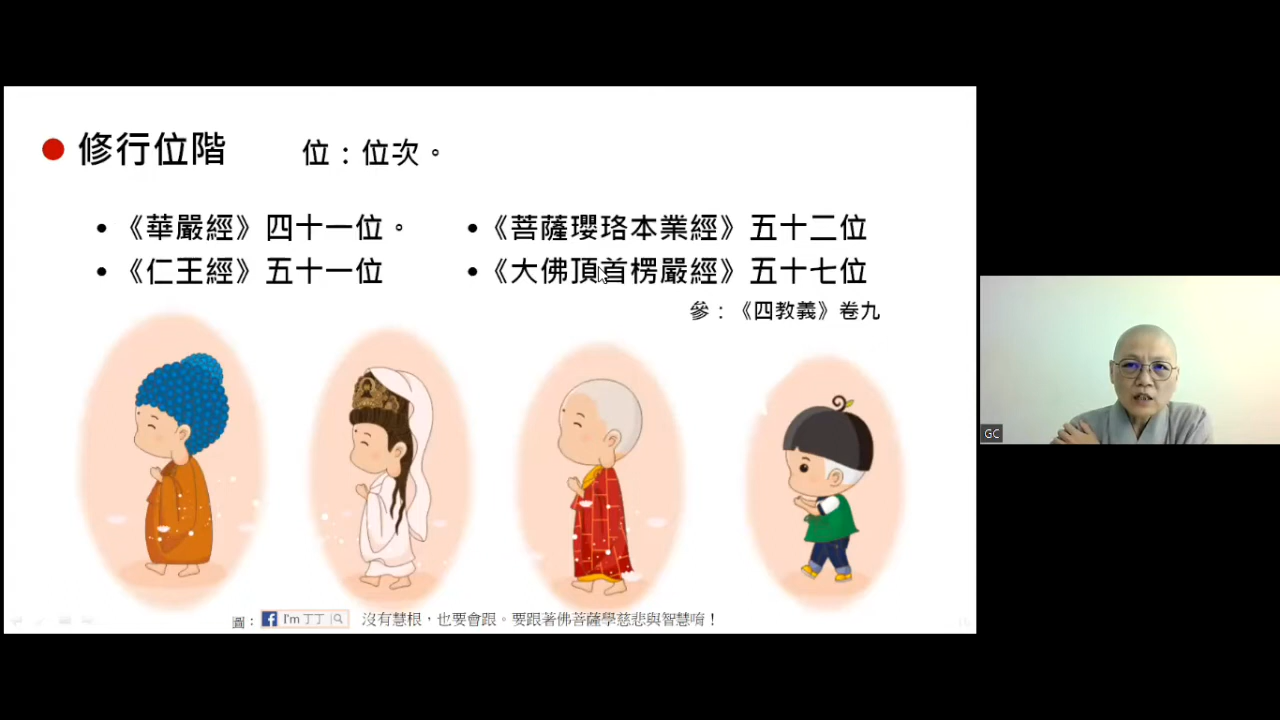 修行位階 位：位次。
• 《華嚴經》四十一位。 • 《菩薩瓔珞本業經》五十二位
• 《仁王經》五十一位 • 《大佛頂首楞嚴經》五十七位
參：《四教義》卷九
圖： I'm 丁丁 沒有慧根，也要會跟。要跟著佛菩薩學慈悲與智慧唷！
GC